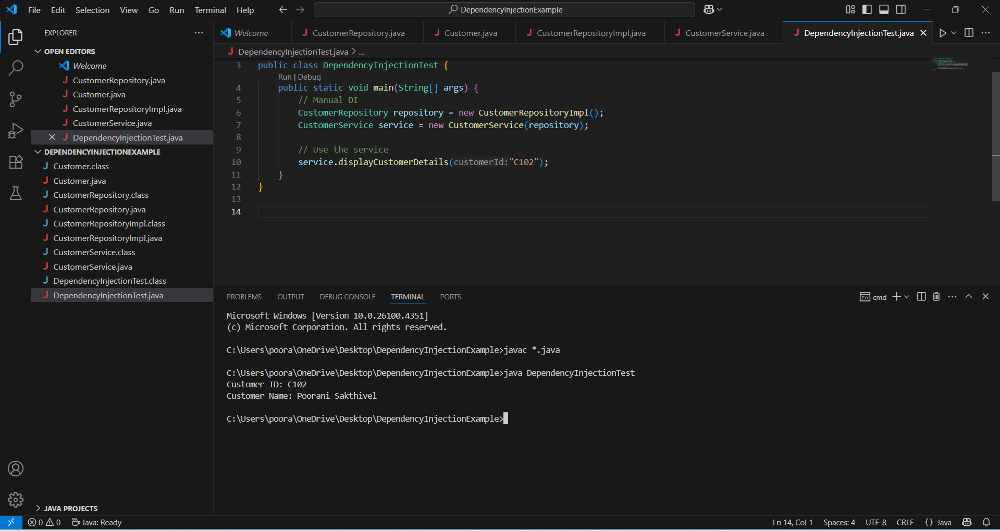 File Edit Selection View Go Run Terminal Help
DependencyInjectionExample
EXPLORER
OPEN EDITORS
Welcome
CustomerRepository.java
Customer.java
CustomerRepositoryImpl.java
CustomerService.java
DependencyInjectionTest.java
DEPENDENCYINJECTIONEXAMPLE
Customer.class
Customer.java
CustomerRepository.class
CustomerRepository.java
CustomerRepositoryImpl.class
CustomerRepositoryImpl.java
CustomerService.class
CustomerService.java
DependencyInjectionTest.class
DependencyInjectionTest.java
JAVA PROJECTS
Welcome CustomerRepository.java Customer.java CustomerRepositoryImpl.java CustomerService.java DependencyInjectionTest.java
DependencyInjectionTest.java > ...
3 public class DependencyInjectionTest {
Run | Debug
4 public static void main(String[] args) {
5 // Manual DI
6 CustomerRepository repository = new CustomerRepositoryImpl();
7 CustomerService service = new CustomerService(repository);
8
9 // Use the service
10 service.displayCustomerDetails(customerId:"C102");
11 }
12 }
13
14
PROBLEMS OUTPUT DEBUG CONSOLE TERMINAL PORTS
cmd
Microsoft Windows [Version 10.0.26100.4351]
(c) Microsoft Corporation. All rights reserved.
C:\Users\poora\OneDrive\Desktop\DependencyInjectionExample>javac *.java
C:\Users\poora\OneDrive\Desktop\DependencyInjectionExample>java DependencyInjectionTest
Customer ID: C102
Customer Name: Poorani Sakthivel
C:\Users\poora\OneDrive\Desktop\DependencyInjectionExample>
0 0 Java: Ready
Ln 14, Col 1 Spaces: 4 UTF-8 CRLF {} Java